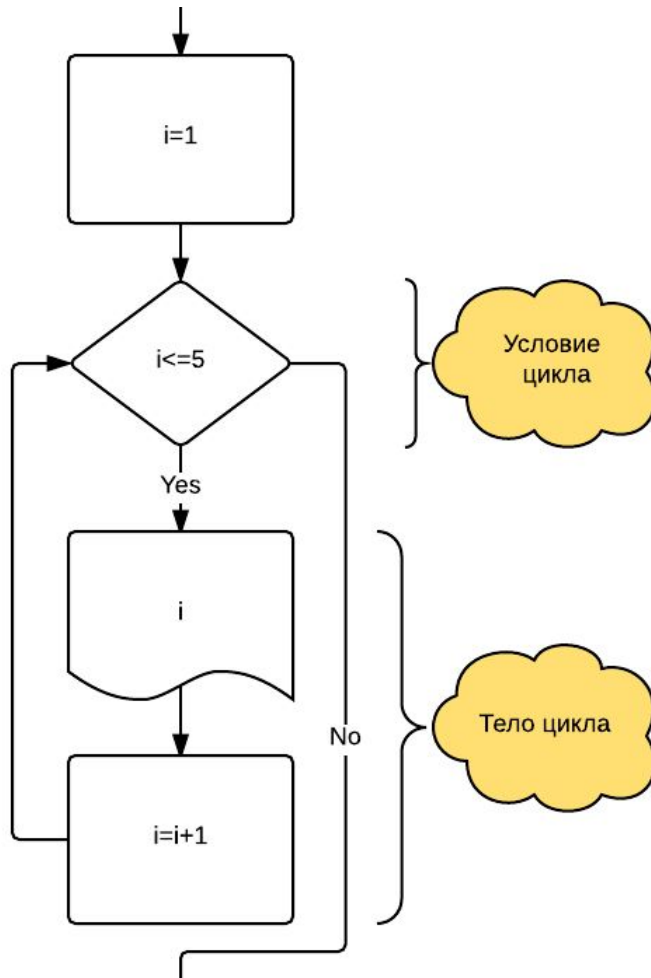 i=1
i<=5
Условие
цикла
Yes
i
Тело цикла
No
i=i+1